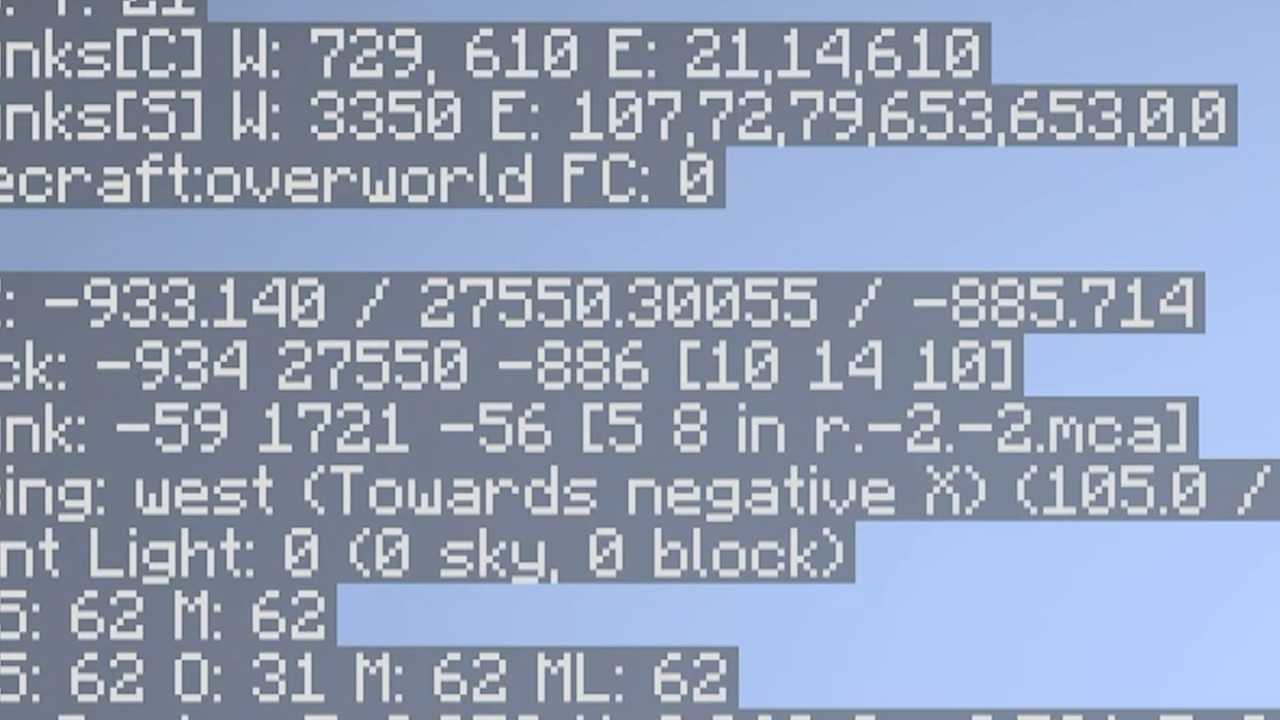 nks[C] W: 729, 610 E: 21,14,610
nks[S] W: 3350 E: 107,72,79,653,653,0,0
ecraft:overworld FC: 0
: -933.140 / 27550.30055 / -885.714
ck: -934 27550 -886 [10 14 10]
nk: -59 1721 -56 [5 8 in r.-2.-2.mca]
ing: west (Towards negative X) (105.0 /
nt Light: 0 (0 sky, 0 block)
S: 62 M: 62
S: 62 O: 31 M: 62 ML: 62